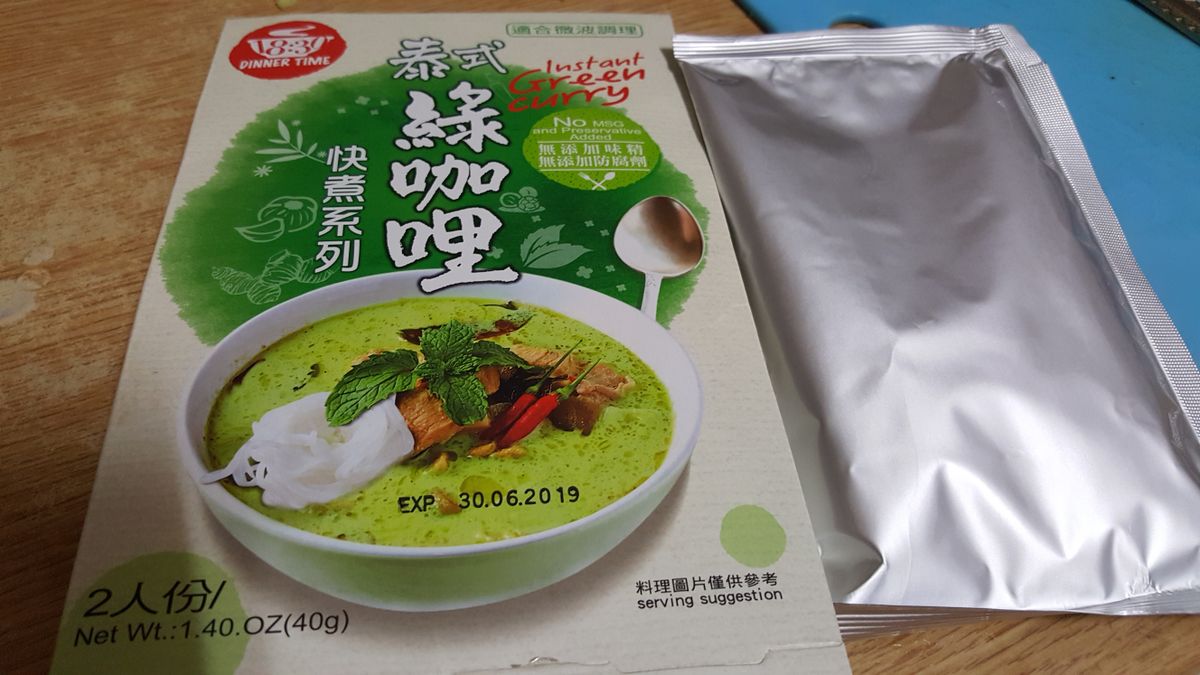 適合微波調理
833
DINNER TIME
泰式
綠咖哩
快煮系列
Instant
Green
curry
No MSG
and Preservative
Added
無添加味精
無添加防腐劑
EXP 30.06.2019
料理圖片僅供參考
serving suggestion
2人份/
Net Wt.:1.40.OZ(40g)